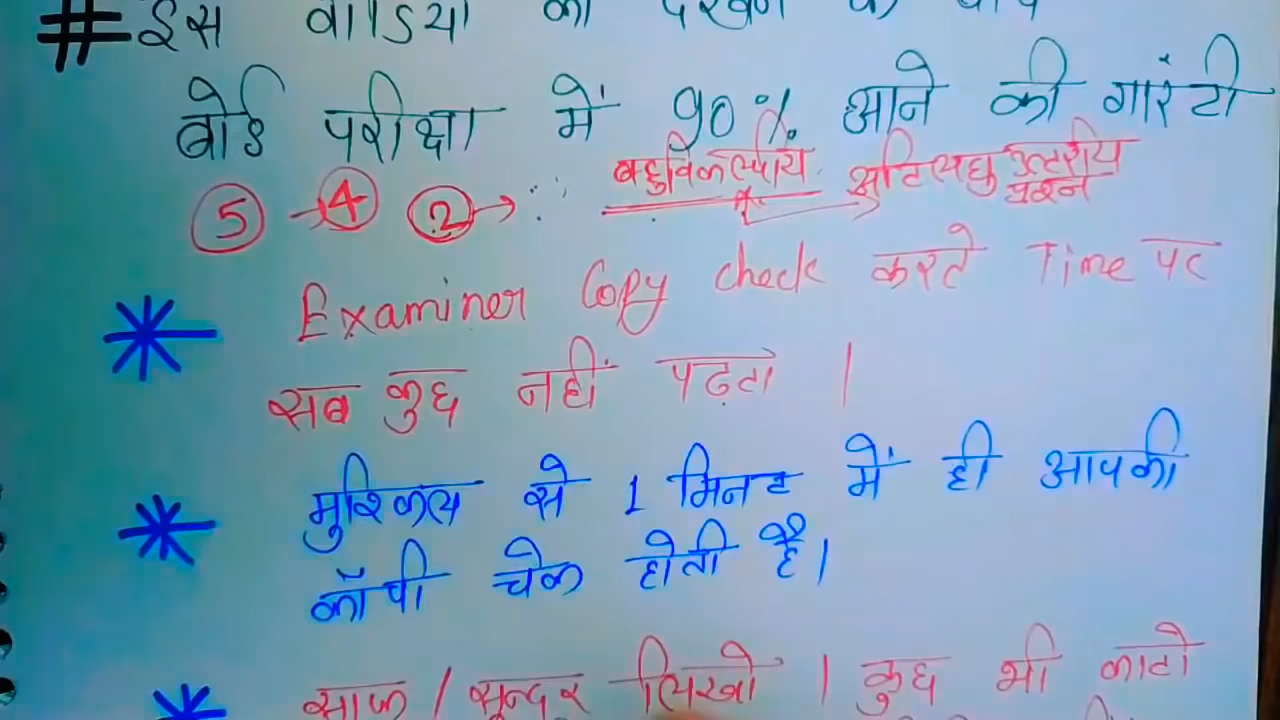 # इस वीडियो को देखने के बाद
बोर्ड परीक्षा में 90% आने की गारंटी
5 → 4 2 → ∵ बहुविकल्पीय अतिलघु उत्तरीय
प्रश्न
Examiner Copy check करते Time पर
सब कुछ नहीं पढ़ता ।
मुश्किल से 1 मिनट में ही आपकी
कॉपी चेक होती है।
साफ / सून्दर लिखो । कुछ भी काटो